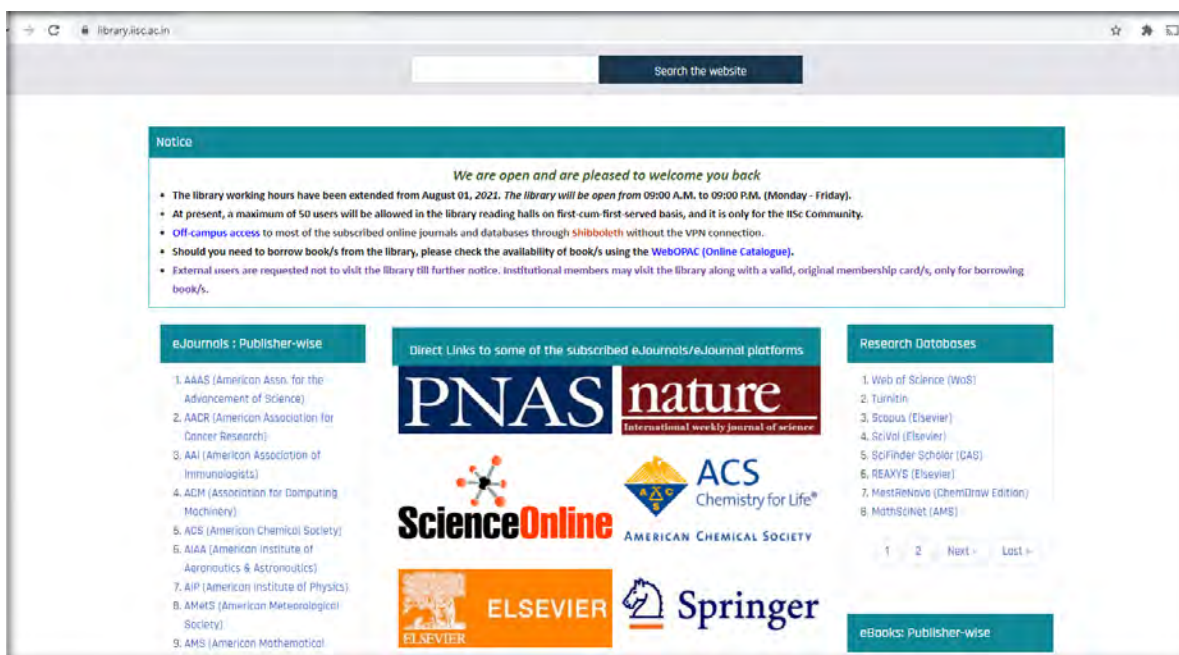 library.iisc.ac.in
Search the website
Notice
We are open and are pleased to welcome you back
• The library working hours have been extended from August 01, 2021. The library will be open from 09:00 A.M. to 09:00 P.M. (Monday - Friday).
• At present, a maximum of 50 users will be allowed in the library reading halls on first-cum-first-served basis, and it is only for the IISc Community.
• Off-campus access to most of the subscribed online journals and databases through Shibboleth without the VPN connection.
• Should you need to borrow book/s from the library, please check the availability of book/s using the WebOPAC (Online Catalogue).
• External users are requested not to visit the library till further notice. Institutional members may visit the library along with a valid, original membership card/s, only for borrowing
book/s.
eJournals : Publisher-wise
1. AAAS (American Assn. for the
Advancement of Science)
2. AACR (American Association for
Cancer Research)
3. AAI (American Association of
Immunologists)
4. ACM (Association for Computing
Machinery)
5. ACS (American Chemical Society)
6. AIAA (American Institute of
Aeronautics & Astronautics)
7. AIP (American Institute of Physics)
8. AMetS (American Meteorological
Society)
9. AMS (American Mathematical
Direct Links to some of the subscribed eJournals/eJournal platforms
PNAS
nature
International weekly journal of science
ScienceOnline
A C S
ACS
Chemistry for Life®
AMERICAN CHEMICAL SOCIETY
ELSEVIER
ELSEVIER
Springer
Research Databases
1. Web of Science (WoS)
2. Turnitin
3. Scopus (Elsevier)
4. SciVal (Elsevier)
5. SciFinder Scholar (CAS)
6. REAXYS (Elsevier)
7. MestReNova (ChemDraw Edition)
8. MathSciNet (AMS)
1 2 Next › Last »
eBooks: Publisher-wise